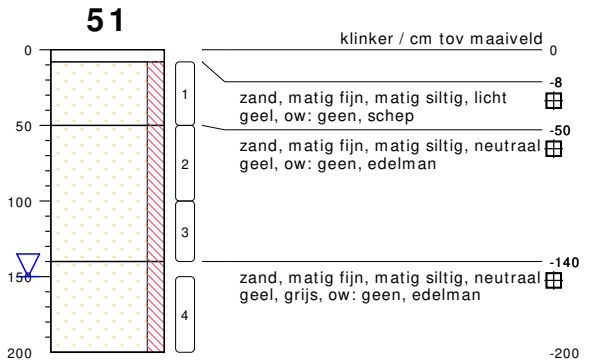 51
klinker / cm tov maaiveld
0
0
-8
zand, matig fijn, matig siltig, licht
geel, ow: geen, schep
1
50
-50
zand, matig fijn, matig siltig, neutraal
geel, ow: geen, edelman
2
100
3
-140
150
zand, matig fijn, matig siltig, neutraal
geel, grijs, ow: geen, edelman
4
200
-200